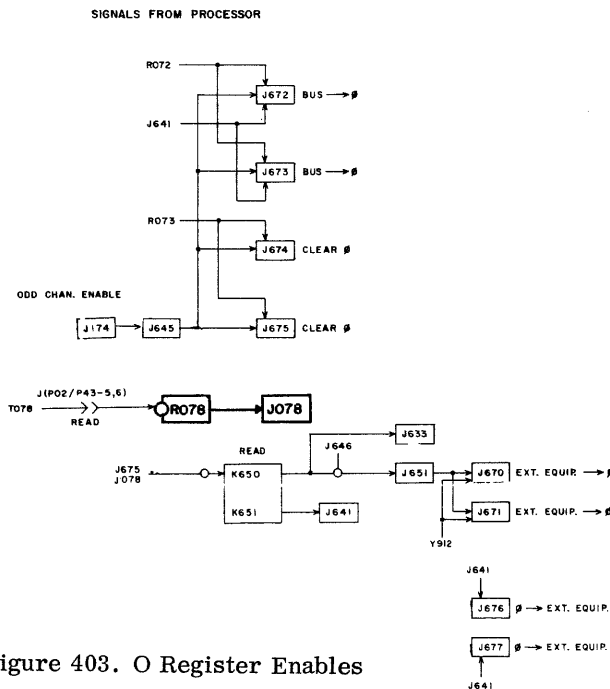 SIGNALS FROM PROCESSOR
R072
J672 BUS → Ø
J641
J673 BUS → Ø
R073
J674 CLEAR Ø
ODD CHAN. ENABLE
J174 J645 J675 CLEAR Ø
J(P02/P43-5,6)
T078 R078 J078
READ
J633
READ J646
J675 K650 J651 J670 EXT. EQUIP. → Ø
J078
K651 J641 J671 EXT. EQUIP. → Ø
Y912
J641
J676 Ø → EXT. EQUIP.
J677 Ø → EXT. EQUIP.
J641
igure 403. O Register Enables